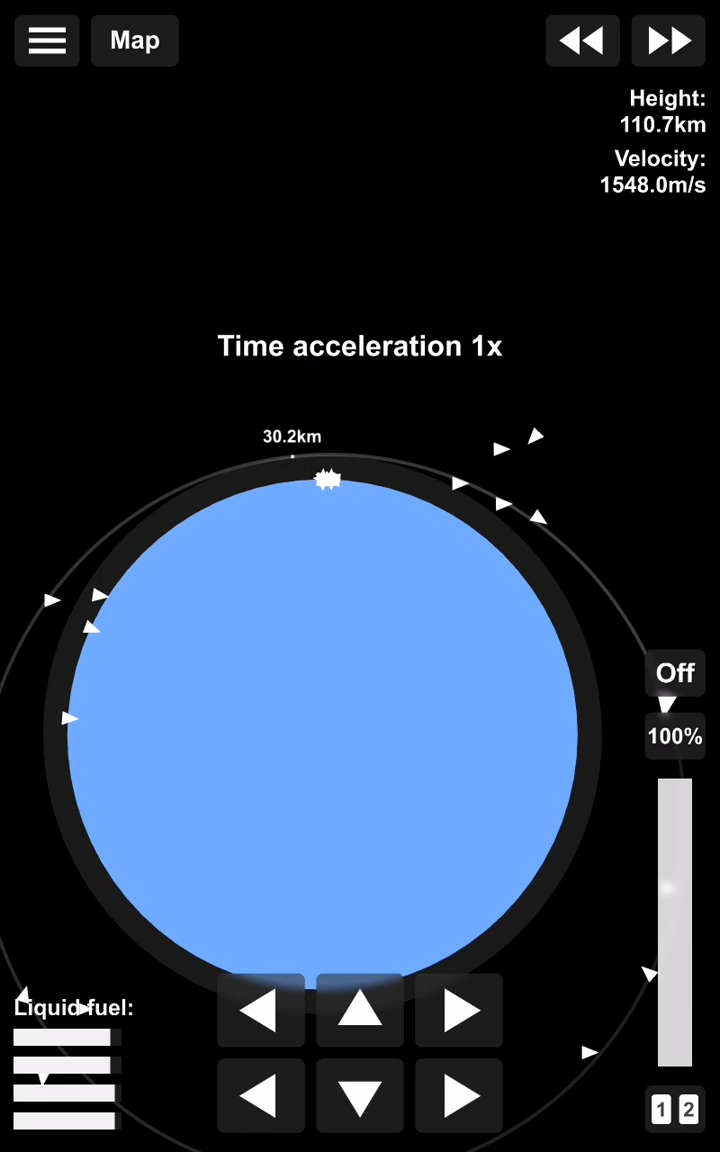 Map
Height:
110.7km
Velocity:
1548.0m/s
Time acceleration 1x
30.2km
Off
100%
Liquid fuel:
1 2